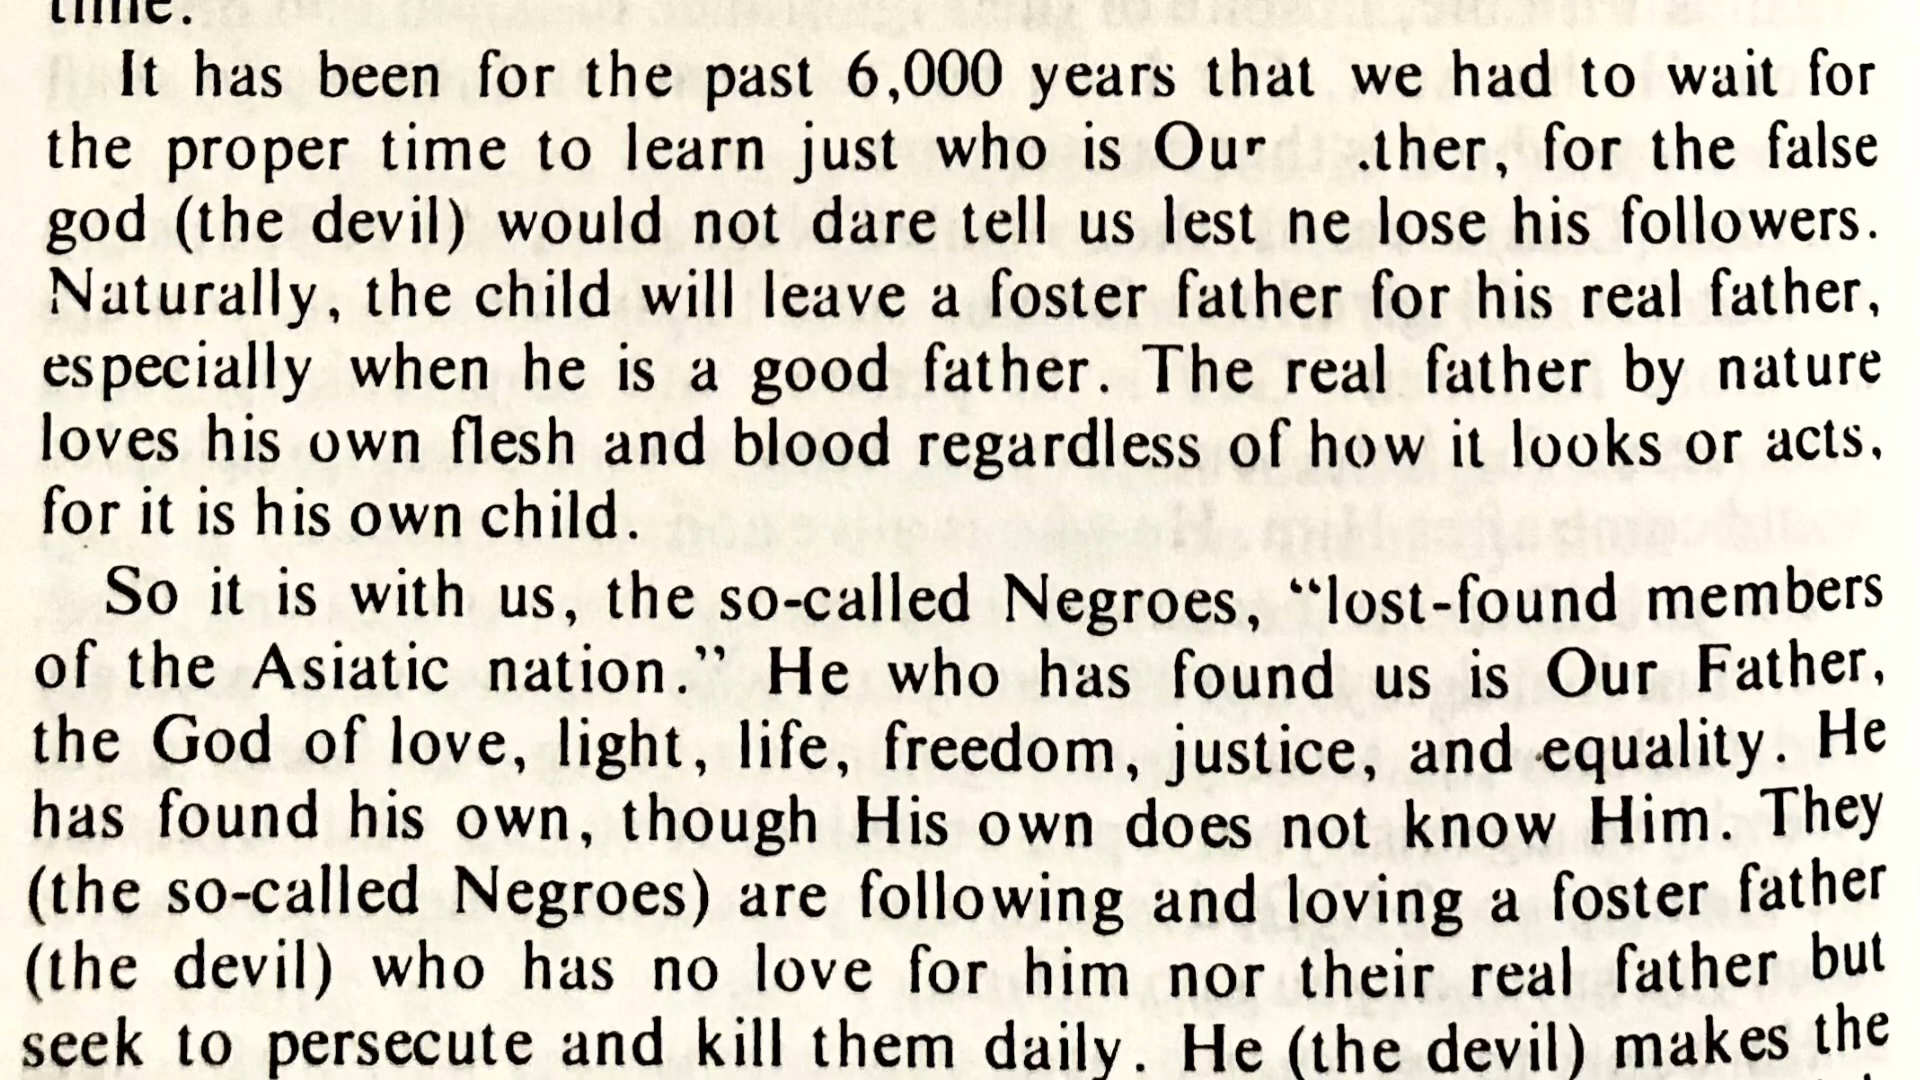 time.
It has been for the past 6,000 years that we had to wait for
the proper time to learn just who is Our .ther, for the false
god (the devil) would not dare tell us lest ne lose his followers.
Naturally, the child will leave a foster father for his real father,
especially when he is a good father. The real father by nature
loves his own flesh and blood regardless of how it looks or acts,
for it is his own child.
So it is with us, the so-called Negroes, “lost-found members
of the Asiatic nation.” He who has found us is Our Father,
the God of love, light, life, freedom, justice, and equality. He
has found his own, though His own does not know Him. They
(the so-called Negroes) are following and loving a foster father
(the devil) who has no love for him nor their real father but
seek to persecute and kill them daily. He (the devil) makes the